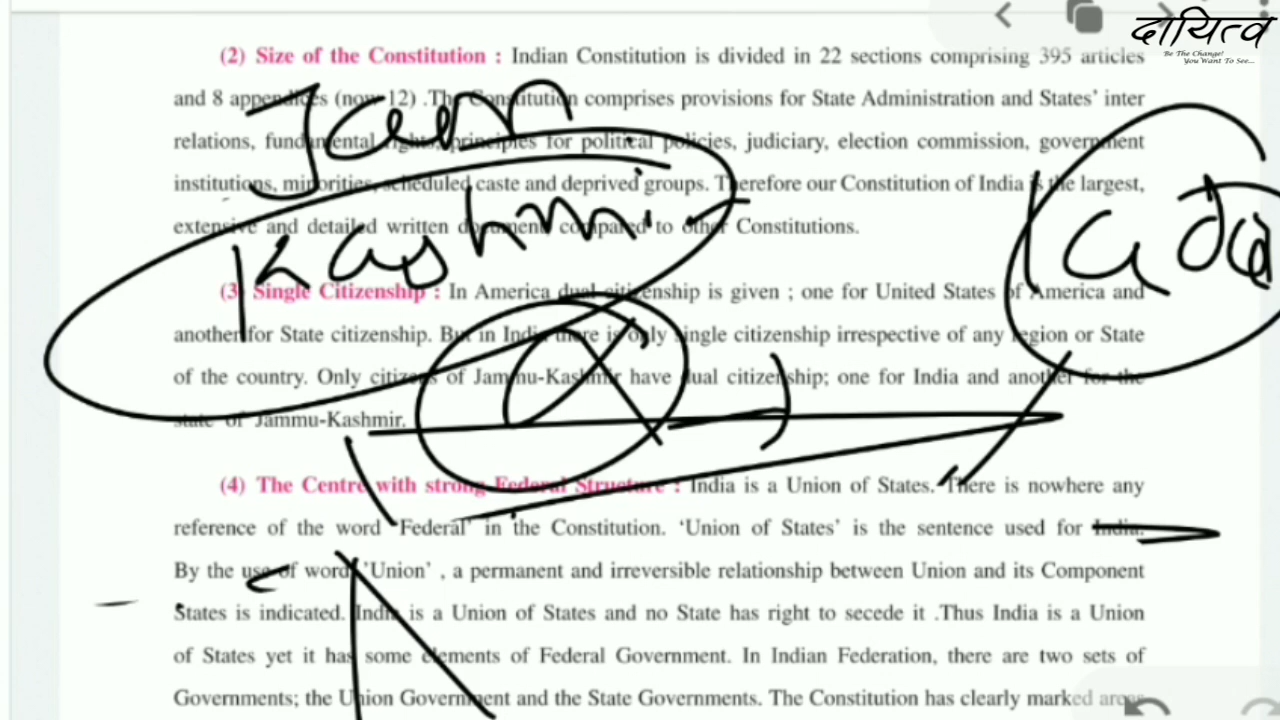 दायित्व
Be The Change!
You Want To See...
(2) Size of the Constitution : Indian Constitution is divided in 22 sections comprising 395 articles
and 8 appendices (now 12) .The Constitution comprises provisions for State Administration and States' inter
relations, fundamental rights, principles for political policies, judiciary, election commission, government
institutions, minorities, scheduled caste and deprived groups. Therefore our Constitution of India is the largest,
extensive and detailed written document compared to other Constitutions.
Kashmir
(3) Single Citizenship : In America dual citizenship is given ; one for United States of America and
another for State citizenship. But in India there is only single citizenship irrespective of any region or State
of the country. Only citizens of Jammu-Kashmir have dual citizenship; one for India and another for the
state of Jammu-Kashmir.
(4) The Centre with strong Federal Structure : India is a Union of States. There is nowhere any
reference of the word 'Federal' in the Constitution. 'Union of States' is the sentence used for India.
By the use of word 'Union' , a permanent and irreversible relationship between Union and its Component
States is indicated. India is a Union of States and no State has right to secede it .Thus India is a Union
of States yet it has some elements of Federal Government. In Indian Federation, there are two sets of
Governments; the Union Government and the State Governments. The Constitution has clearly marked areas